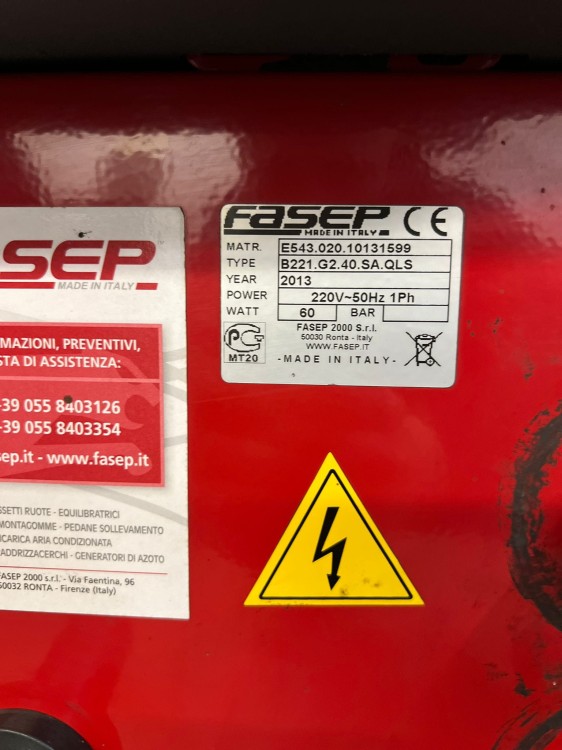 FASEP CE
MADE IN ITALY
MATR. E543.020.10131599
TYPE B221.G2.40.SA.QLS
YEAR 2013
POWER 220V~50Hz 1Ph
WATT 60 BAR
FASEP 2000 S.r.l.
50030 Ronta - Italy
WWW.FASEP.IT
MT20 - MADE IN ITALY -
SEP
MADE IN ITALY
MAZIONI, PREVENTIVI,
STA DI ASSISTENZA:
39 055 8403126
39 055 8403354
sep.it - www.fasep.it
SSETTI RUOTE - EQUILIBRATRICI
MONTAGOMME - PEDANE SOLLEVAMENTO
ICARICA ARIA CONDIZIONATA
ADDRIZZACERCHI - GENERATORI DI AZOTO
FASEP 2000 s.r.l. - Via Faentina, 96
50032 RONTA - Firenze (Italy)